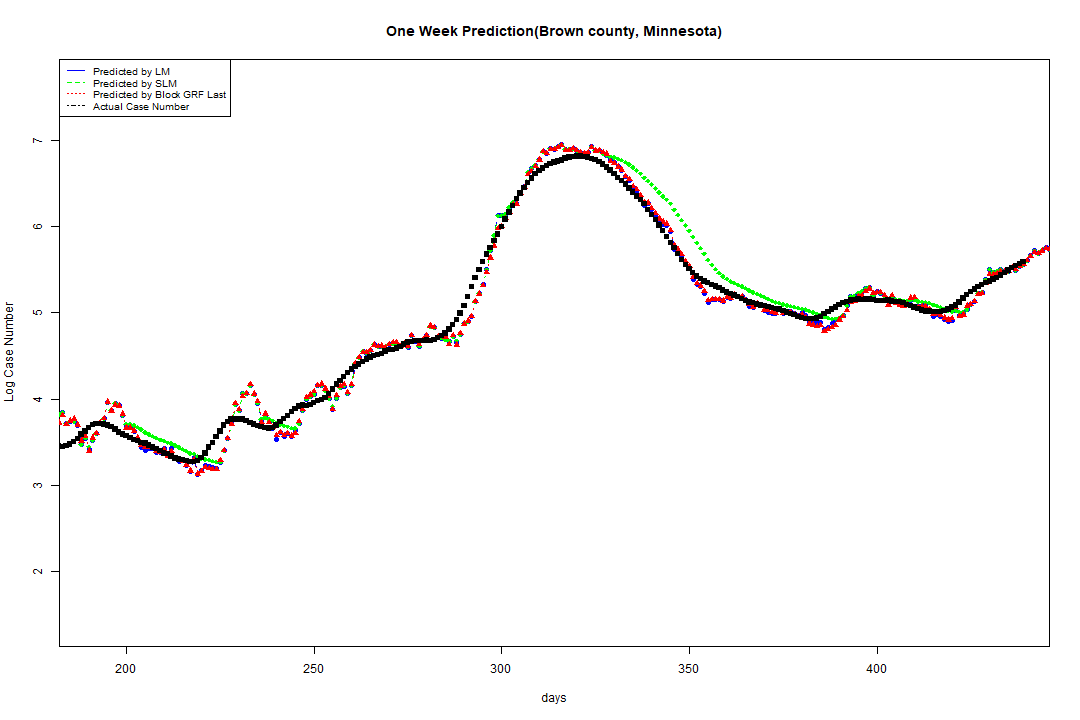 One Week Prediction(Brown county, Minnesota)
Predicted by LM
Predicted by SLM
Predicted by Block GRF Last
Actual Case Number
7
6
5
4
3
2
Log Case Number
200 250 300 350 400
days